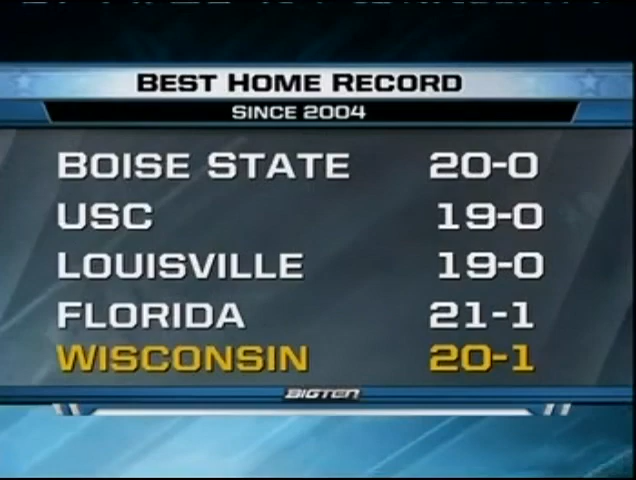 BEST HOME RECORD
SINCE 2004
BOISE STATE 20-0
USC 19-0
LOUISVILLE 19-0
FLORIDA 21-1
WISCONSIN 20-1
BIGTEN